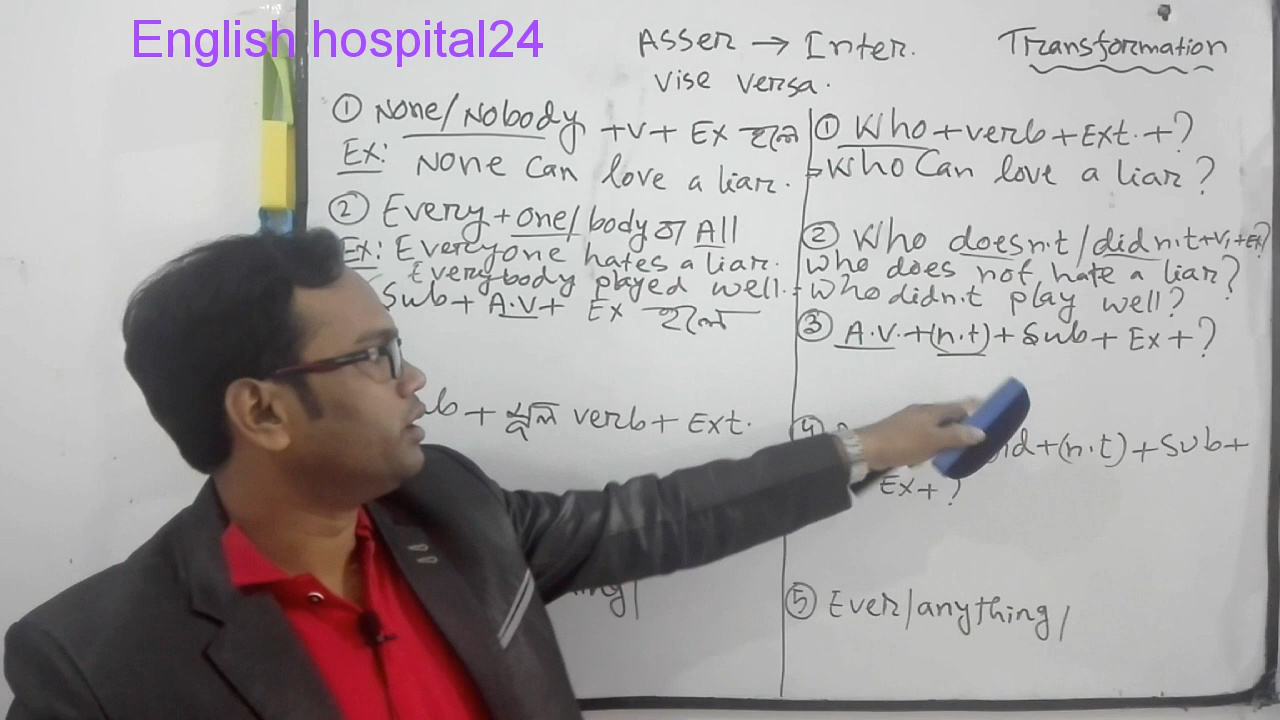 English hospital24
Asser → Inter.
vise versa.
Transformation
① None/Nobody +v+ Ex হলে
Ex: None can love a liar.
② Every+one/body বা All
Ex: Everyone hates a liar.
Everybody played well.
Sub+ A.V+ Ex হলে
+ মূল verb+ Ext.
① Who+verb+Ext.+?
→Who can love a liar?
② Who doesn.t/didn.t+v₁+Ex?
Who does not hate a liar?
→Who didn.t play well?
③ A.V.+(n.t)+Sub+Ex+?
④
+(n.t)+Sub+
Ex+?
⑤ Ever/anything/